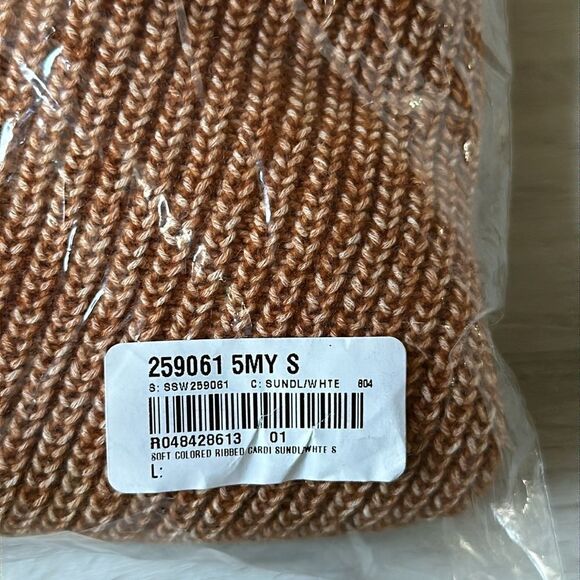 259061 5MY S
S: SSW259061 C: SUNDL/WHTE 804
R048428613 01
SOFT COLORED RIBBED CARDI SUNDL/WHTE S
L: